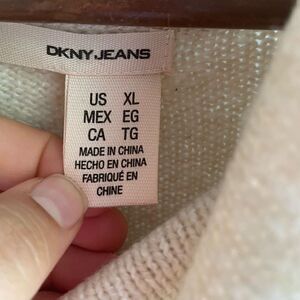 DKNY JEANS
US XL
MEX EG
CA TG
MADE IN CHINA
HECHO EN CHINA
FABRIQUÉ EN
CHINE